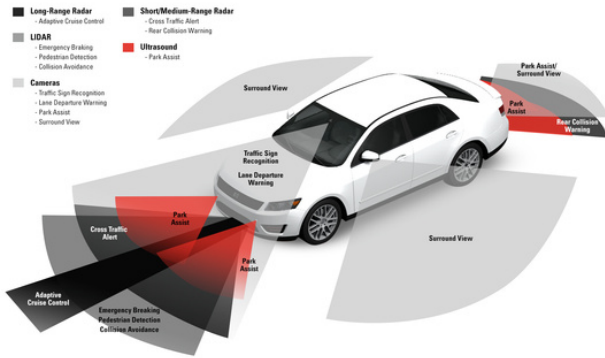 Long-Range Radar
- Adaptive Cruise Control
LIDAR
- Emergency Braking
- Pedestrian Detection
- Collision Avoidance
Cameras
- Traffic Sign Recognition
- Lane Departure Warning
- Park Assist
- Surround View
Short/Medium-Range Radar
- Cross Traffic Alert
- Rear Collision Warning
Ultrasound
- Park Assist
Surround View
Park Assist/
Surround View
Park
Assist
Rear Collision
Warning
Traffic Sign
Recognition
Lane Departure
Warning
Park
Assist
Cross Traffic
Alert
Park
Assist
Surround View
Adaptive
Cruise Control
Emergency Breaking
Pedestrian Detection
Collision Avoidance